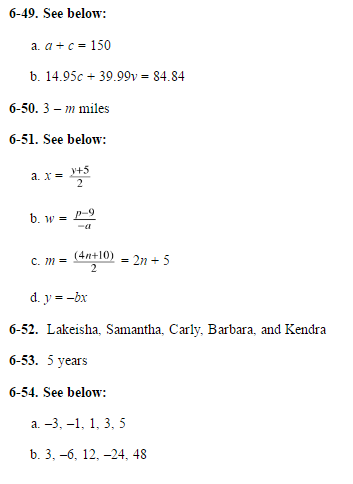 6-49. See below:
a. a + c = 150
b. 14.95c + 39.99v = 84.84
6-50. 3 – m miles
6-51. See below:
a. x = \frac{y+5}{2}
b. w = \frac{p-9}{-a}
c. m = \frac{(4n+10)}{2} = 2n + 5
d. y = –bx
6-52. Lakeisha, Samantha, Carly, Barbara, and Kendra
6-53. 5 years
6-54. See below:
a. –3, –1, 1, 3, 5
b. 3, –6, 12, –24, 48